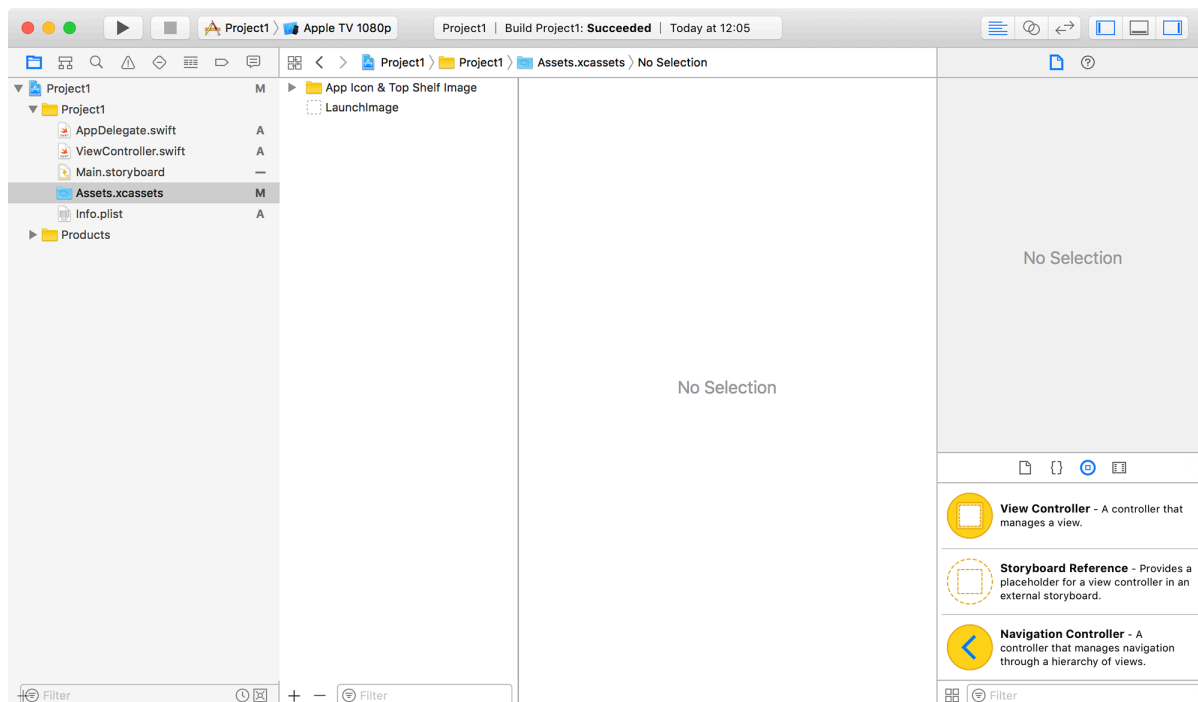 Project1 Apple TV 1080p
Project1 | Build Project1: Succeeded | Today at 12:05
Project1 Project1 Assets.xcassets No Selection
Project1 M
Project1
AppDelegate.swift A
ViewController.swift A
Main.storyboard —
Assets.xcassets M
Info.plist A
Products
App Icon & Top Shelf Image
LaunchImage
No Selection
No Selection
View Controller - A controller that
manages a view.
Storyboard Reference - Provides a
placeholder for a view controller in an
external storyboard.
Navigation Controller - A
controller that manages navigation
through a hierarchy of views.
Filter
Filter
Filter